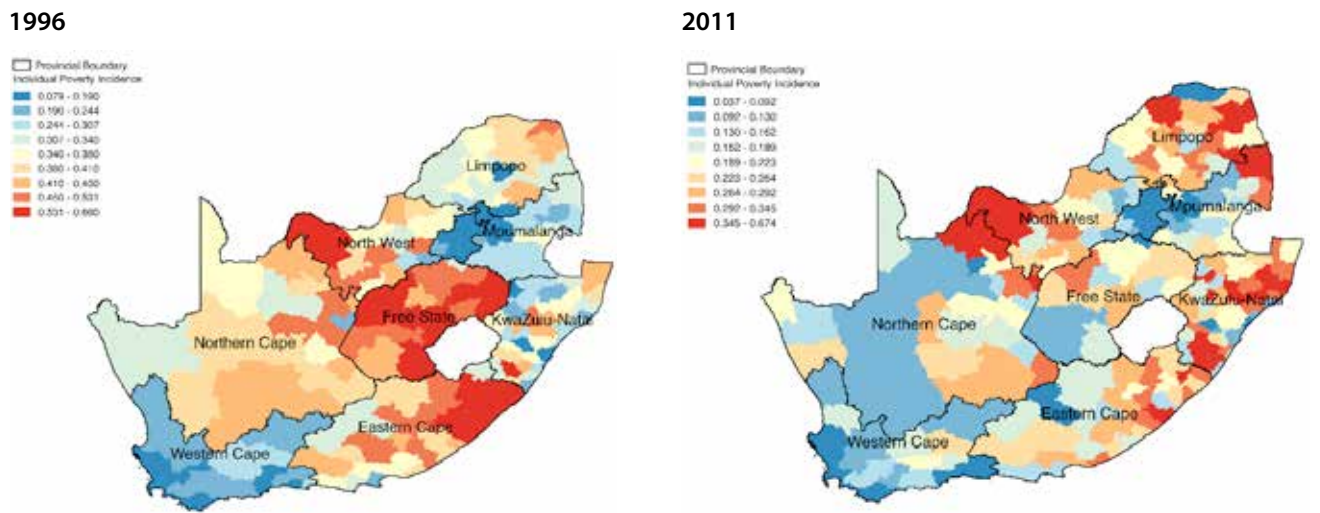 1996
2011
Provincial Boundary
Individual Poverty Incidence
0.079 - 0.190
0.190 - 0.244
0.244 - 0.307
0.307 - 0.340
0.340 - 0.380
0.380 - 0.410
0.410 - 0.450
0.450 - 0.531
0.531 - 0.660
Limpopo
North West
Mpumalanga
Free State
KwaZulu-Natal
Northern Cape
Eastern Cape
Western Cape
Provincial Boundary
Individual Poverty Incidence
0.037 - 0.092
0.092 - 0.130
0.130 - 0.162
0.162 - 0.189
0.189 - 0.223
0.223 - 0.264
0.264 - 0.292
0.292 - 0.345
0.345 - 0.674
Limpopo
Mpumalanga
North West
Free State
KwaZulu-Natal
Northern Cape
Eastern Cape
Western Cape